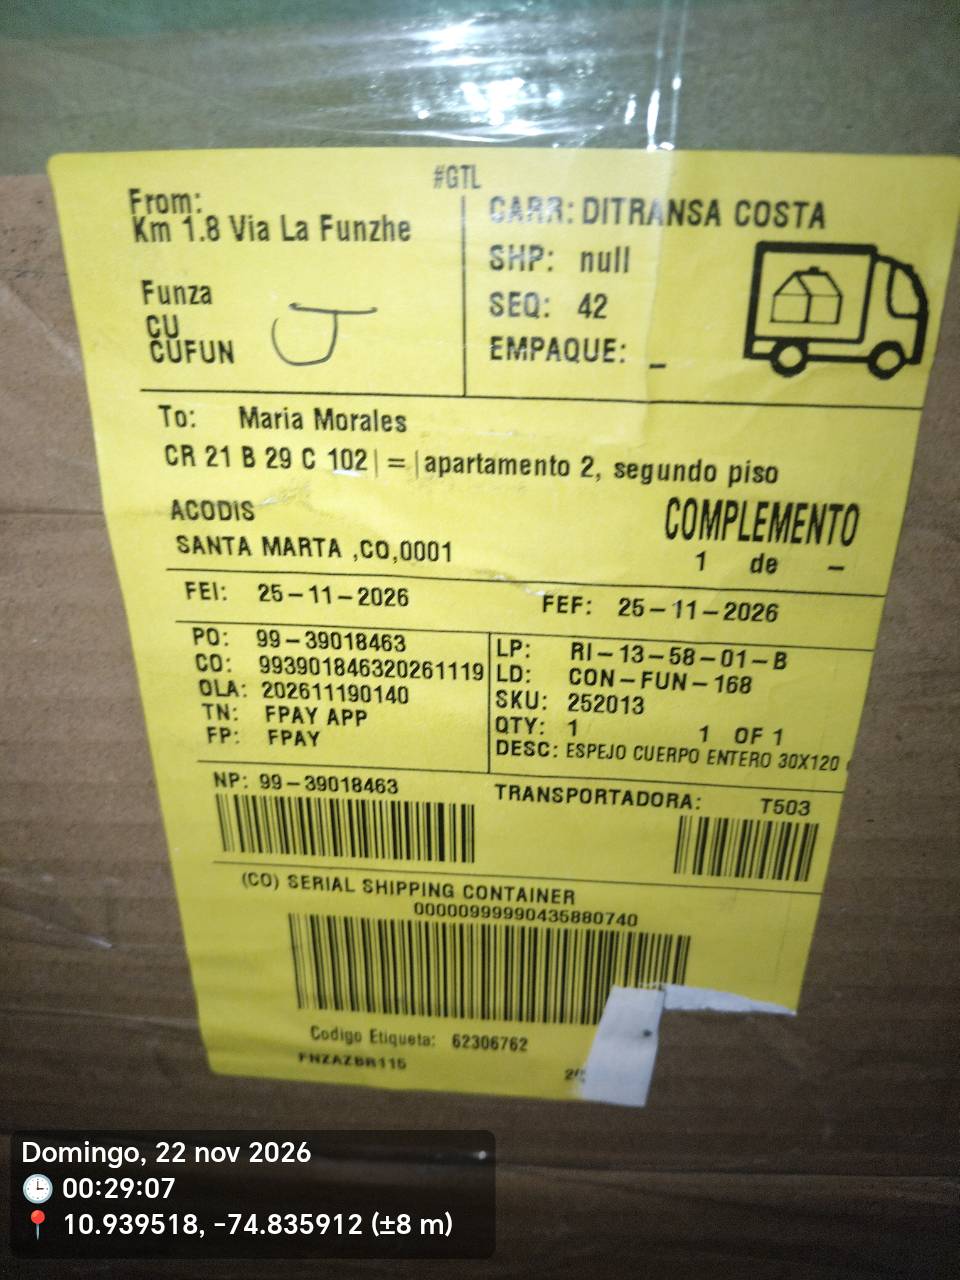 #GTL
From:
Km 1.8 Via La Funzhe
Funza
CU
CUFUN
CARR: DITRANSA COSTA
SHP: null
SEQ: 42
EMPAQUE: _
To: Maria Morales
CR 21 B 29 C 102| = |apartamento 2, segundo piso
ACODIS
SANTA MARTA ,CO,0001
COMPLEMENTO
1 de -
FEI: 25-11-2026
FEF: 25-11-2026
PO: 99-39018463
CO: 993901846320261119
OLA: 202611190140
TN: FPAY APP
FP: FPAY
LP: RI-13-58-01-B
LD: CON-FUN-168
SKU: 252013
QTY: 1 1 OF 1
DESC: ESPEJO CUERPO ENTERO 30X120
NP: 99-39018463
TRANSPORTADORA: T503
(CO) SERIAL SHIPPING CONTAINER
00000999990435880740
Codigo Etiqueta: 62306762
FNZAZBR115
Domingo, 22 nov 2026
00:29:07
10.939518, -74.835912 (±8 m)